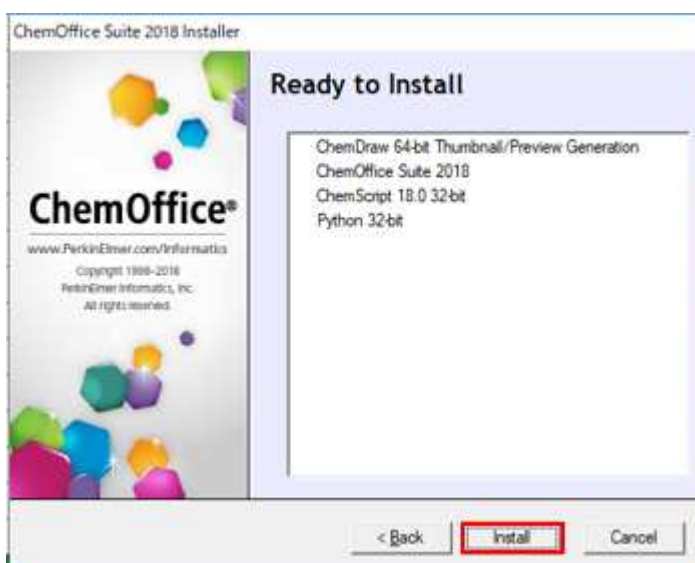 ChemOffice Suite 2018 Installer
Ready to Install
ChemDraw 64-bit Thumbnail/Preview Generation
ChemOffice Suite 2018
ChemScript 18.0 32-bit
Python 32-bit
ChemOffice®
www.PerkinElmer.com/Informatics
Copyright 1998-2018
PerkinElmer Informatics, Inc.
All rights reserved.
< Back
Install
Cancel